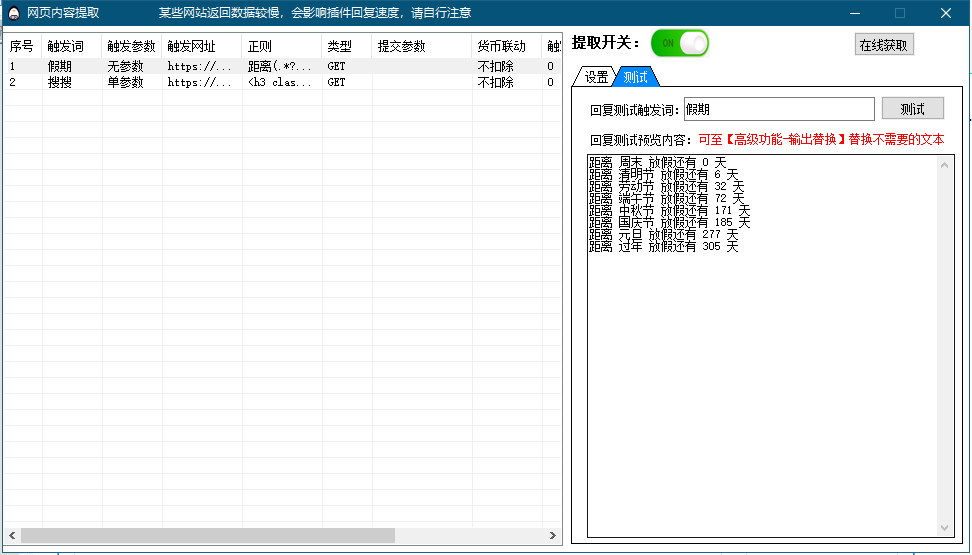 网页内容提取 某些网站返回数据较慢，会影响插件回复速度，请自行注意
序号 触发词 触发参数 触发网址 正则 类型 提交参数 货币联动
1 假期 无参数 https://... 距离(.*?... GET 不扣除 0
2 搜搜 单参数 https://... <h3 clas... GET 不扣除 0
提取开关： ON 在线获取
设置 测试
回复测试触发词： 假期 测试
回复测试预览内容： 可至【高级功能-输出替换】替换不需要的文本
距离 周末 放假还有 0 天
距离 清明节 放假还有 6 天
距离 劳动节 放假还有 32 天
距离 端午节 放假还有 72 天
距离 中秋节 放假还有 171 天
距离 国庆节 放假还有 185 天
距离 元旦 放假还有 277 天
距离 过年 放假还有 305 天